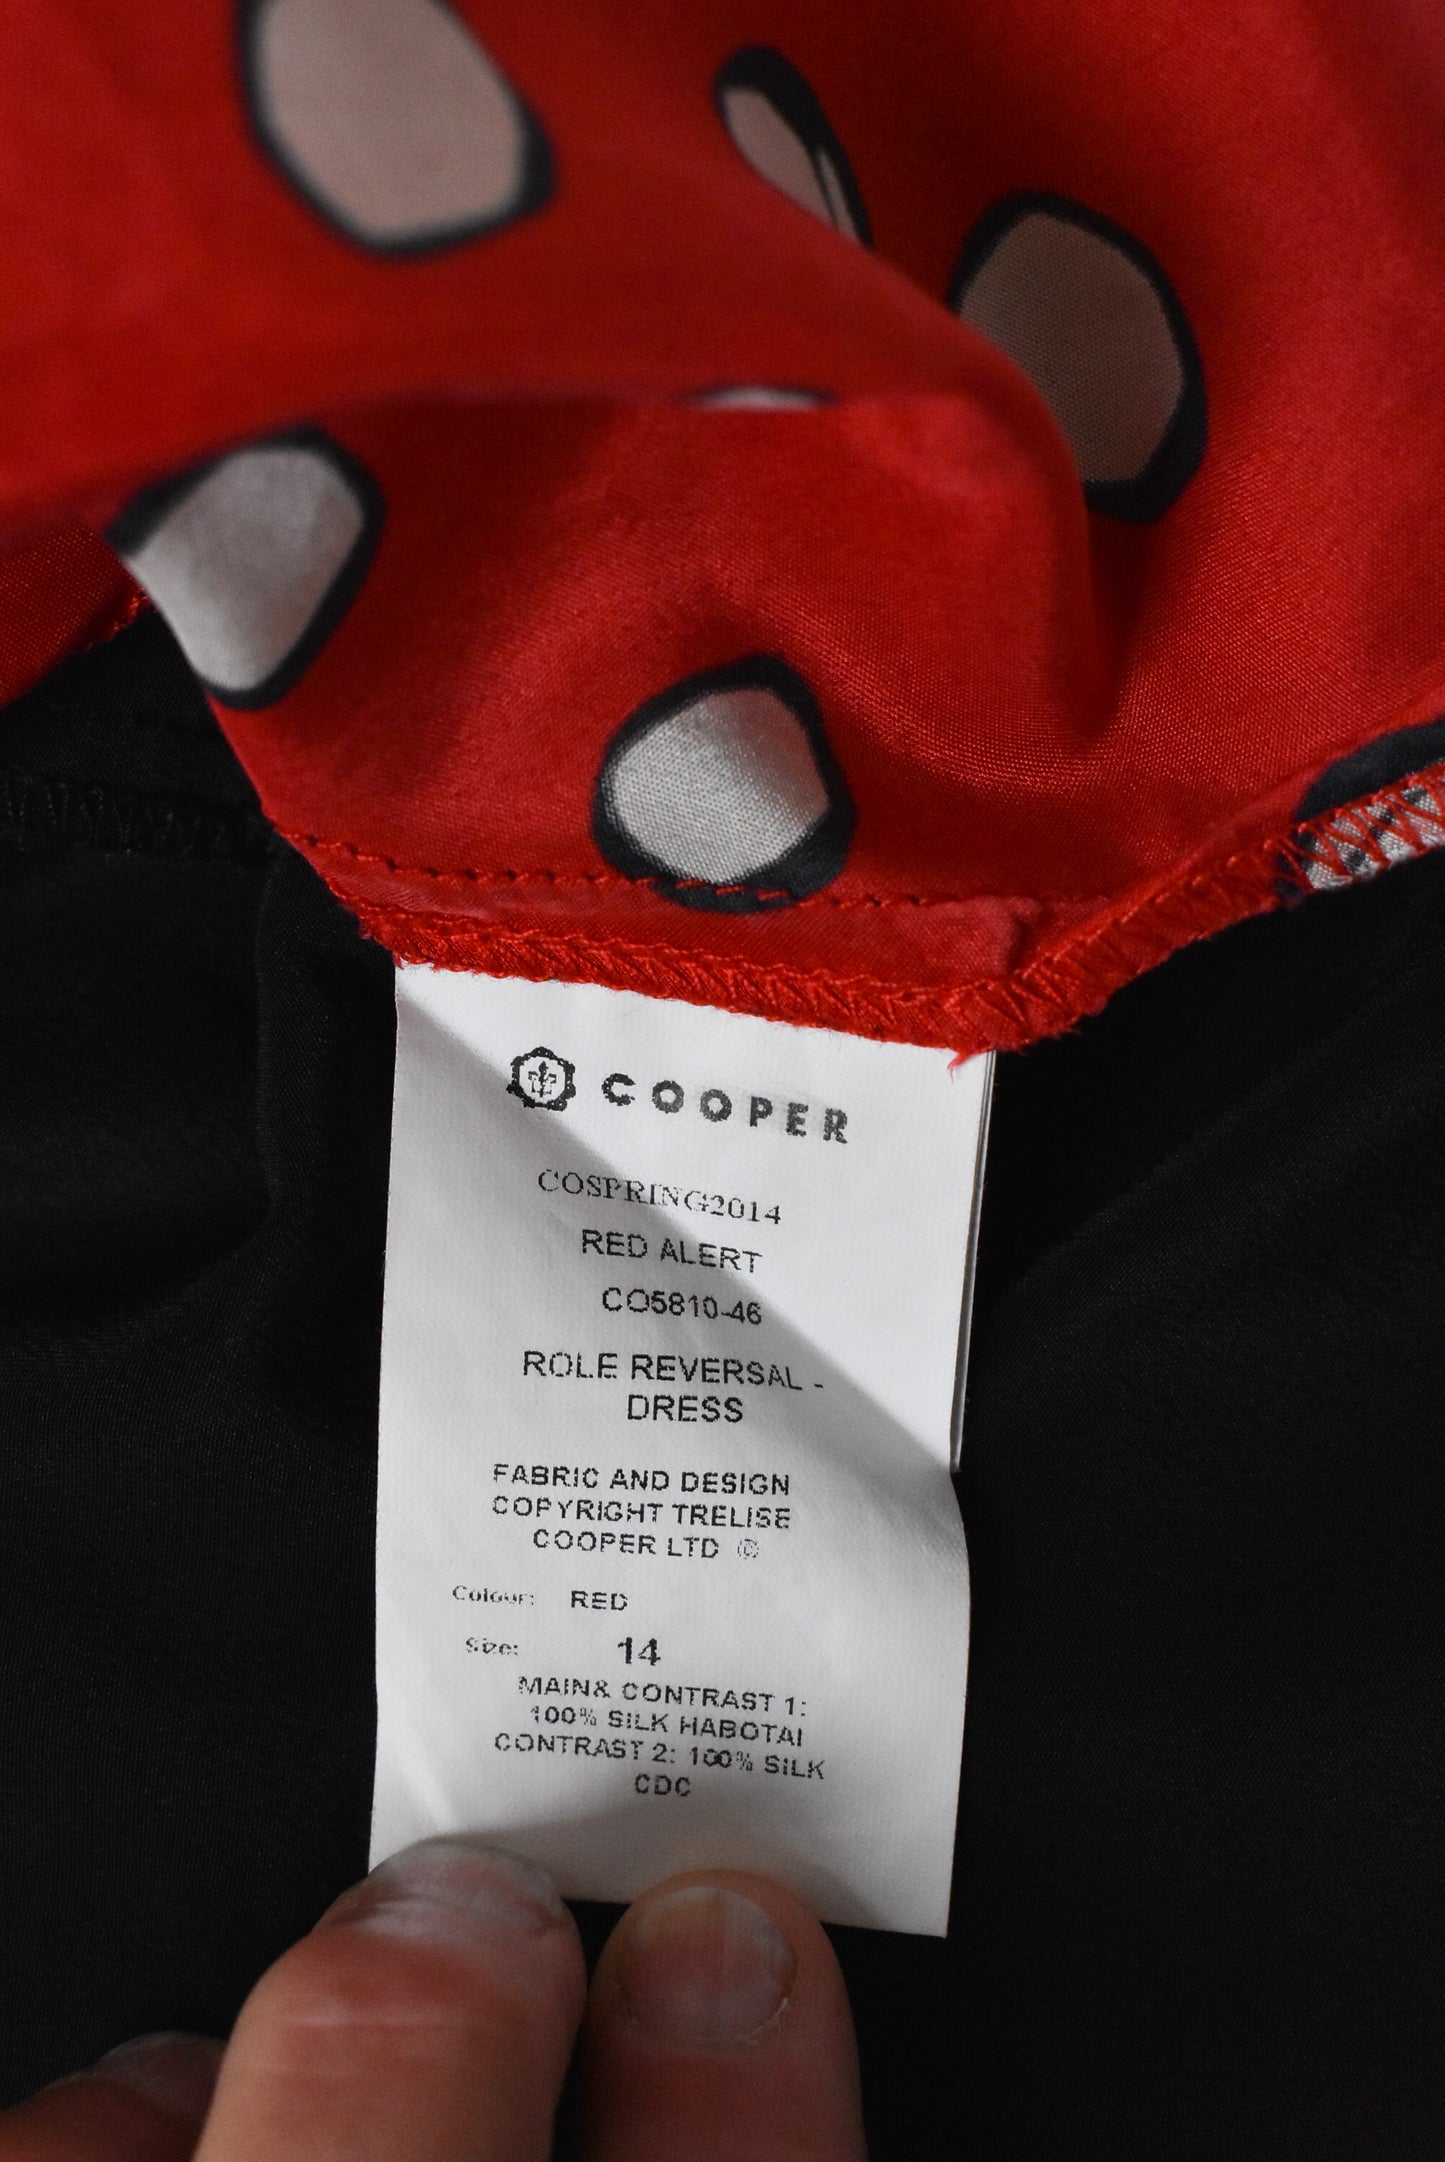 COOPER
COSPRING2014
RED ALERT
CO5810-46
ROLE REVERSAL -
DRESS
FABRIC AND DESIGN
COPYRIGHT TRELISE
COOPER LTD ©
Colour: RED
Size: 14
MAIN& CONTRAST 1:
100% SILK HABOTAI
CONTRAST 2: 100% SILK
CDC